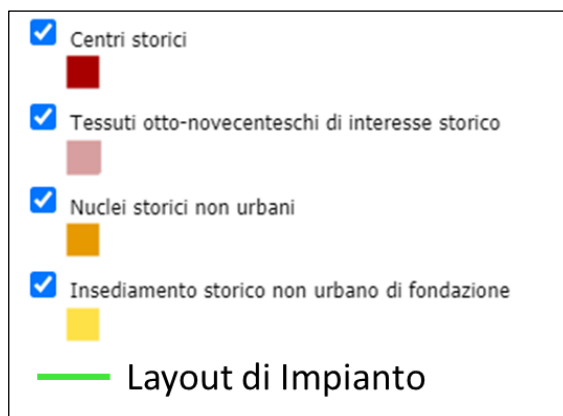 Centri storici
Tessuti otto-novecenteschi di interesse storico
Nuclei storici non urbani
Insediamento storico non urbano di fondazione
Layout di Impianto